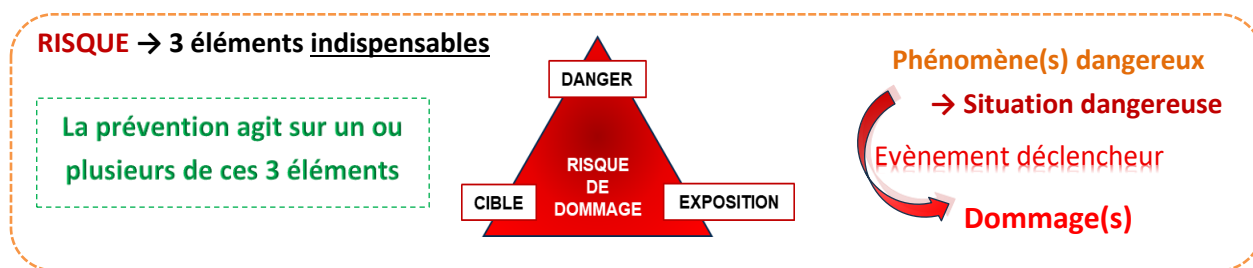 RISQUE → 3 éléments indispensables
La prévention agit sur un ou
plusieurs de ces 3 éléments
DANGER
RISQUE
DE
DOMMAGE
CIBLE
EXPOSITION
Phénomène(s) dangereux
→ Situation dangereuse
Evènement déclencheur
Dommage(s)